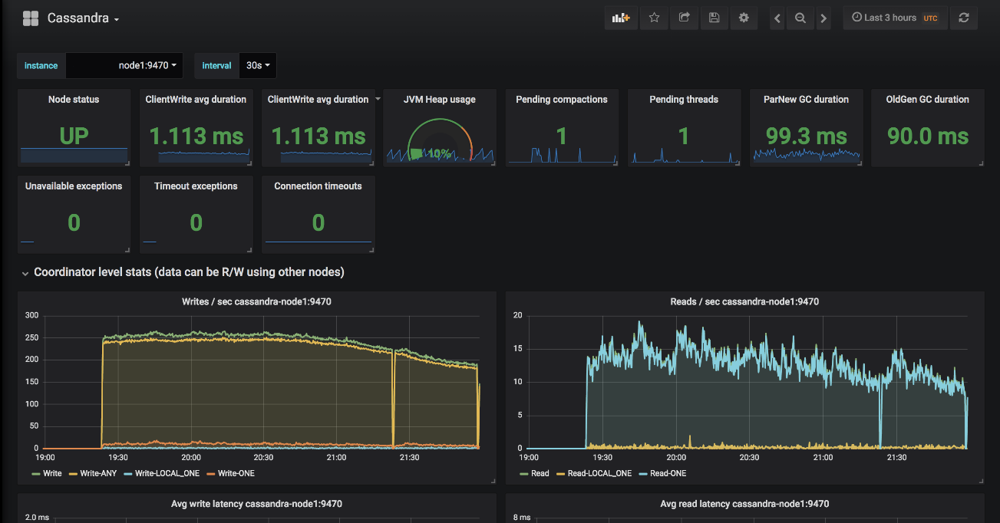 Cassandra
Last 3 hours UTC
instance node1:9470 interval 30s
Node status
UP
ClientWrite avg duration
1.113 ms
ClientWrite avg duration
1.113 ms
JVM Heap usage
10%
Pending compactions
1
Pending threads
1
ParNew GC duration
99.3 ms
OldGen GC duration
90.0 ms
Unavailable exceptions
0
Timeout exceptions
0
Connection timeouts
0
Coordinator level stats (data can be R/W using other nodes)
Writes / sec cassandra-node1:9470
300
250
200
150
100
50
0
19:00 19:30 20:00 20:30 21:00 21:30
Write Write-ANY Write-LOCAL_ONE Write-ONE
Reads / sec cassandra-node1:9470
20
15
10
5
0
19:00 19:30 20:00 20:30 21:00 21:30
Read Read-LOCAL_ONE Read-ONE
Avg write latency cassandra-node1:9470
2.0 ms
Avg read latency cassandra-node1:9470
8 ms